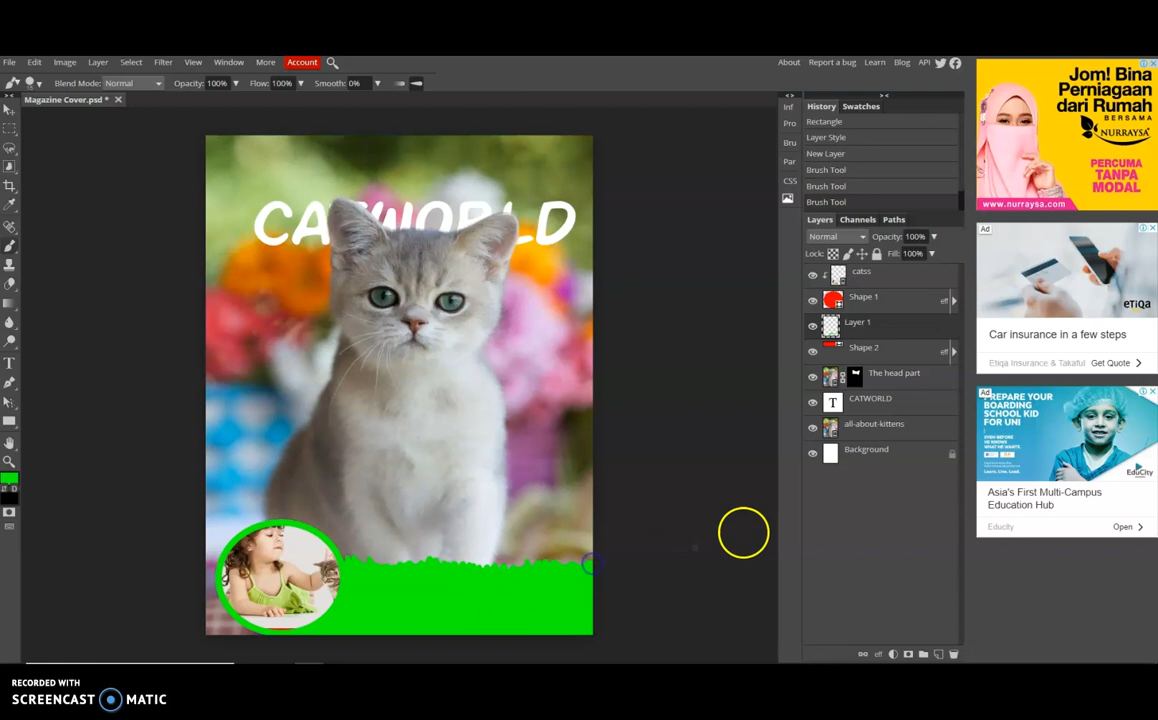 File Edit Image Layer Select Filter View Window More Account
About Report a bug Learn Blog API
Blend Mode: Normal Opacity: 100% Flow: 100% Smooth: 0%
Magazine Cover.psd *
CATWORLD
Inf
Pro
Bru
Par
CSS
History Swatches
Rectangle
Layer Style
New Layer
Brush Tool
Brush Tool
Brush Tool
Layers Channels Paths
Normal Opacity: 100%
Lock: Fill: 100%
catss
Shape 1 eff
Layer 1
Shape 2 eff
The head part
T CATWORLD
all-about-kittens
Background
eff
Jom! Bina
Perniagaan
dari Rumah
BERSAMA
NURRAYSA
PERCUMA
TANPA
MODAL
www.nurraysa.com
Ad
etiqa
Car insurance in a few steps
Etiqa Insurance & Takaful Get Quote
Ad
PREPARE YOUR
BOARDING
SCHOOL KID
FOR UNI
EduCity
Asia's First Multi-Campus
Education Hub
Educity Open
RECORDED WITH
SCREENCAST MATIC